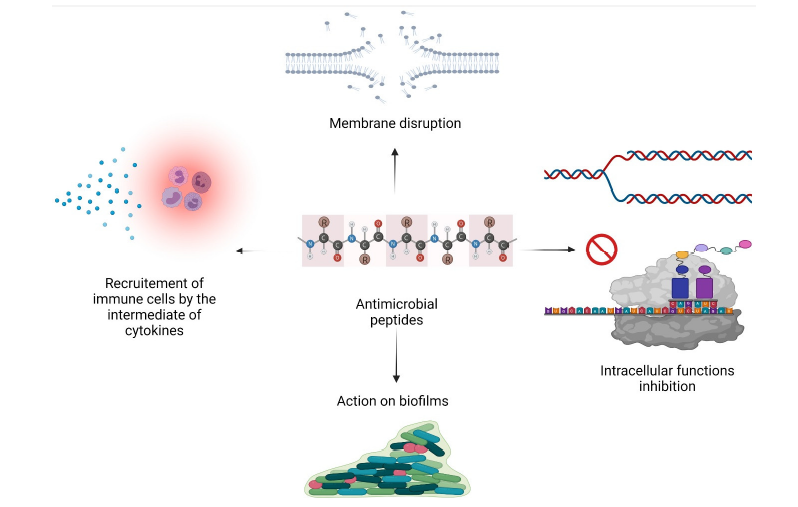 Membrane disruption
Recruitement of
immune cells by the
intermediate of
cytokines
Antimicrobial
peptides
Intracellular functions
inhibition
Action on biofilms